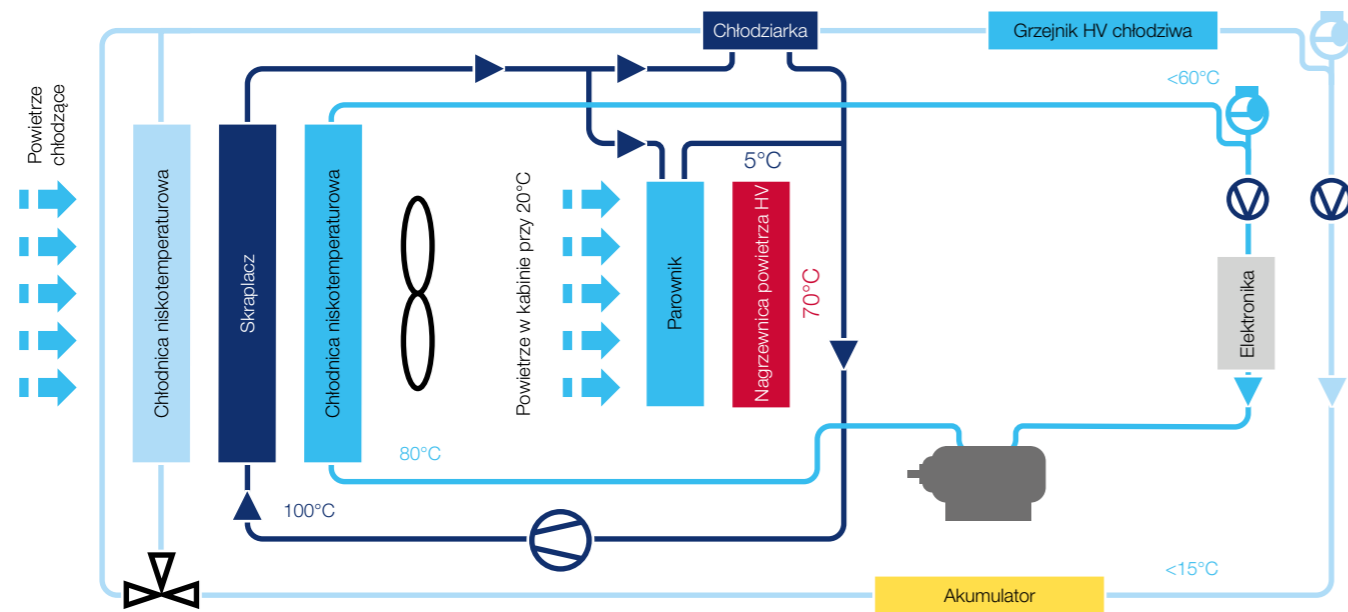 Chłodziarka
Grzejnik HV chłodziwa
<60°C
Powietrze
chłodzące
Chłodnica niskotemperaturowa
Skraplacz
Chłodnica niskotemperaturowa
Powietrze w kabinie przy 20°C
Parownik
5°C
Nagrzewnica powietrza HV
70°C
Elektronika
80°C
100°C
<15°C
Akumulator